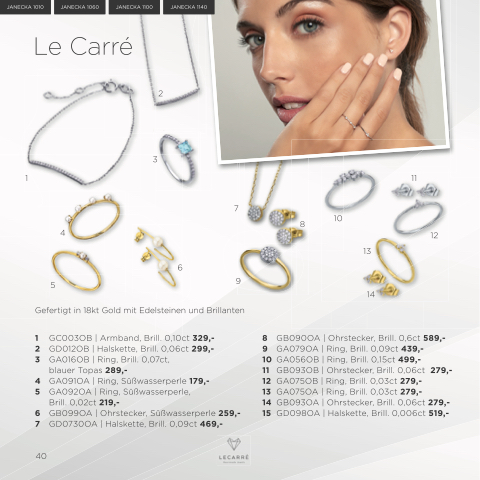 JANECKA 1010 JANECKA 1060 JANECKA 1100 JANECKA 1140
Le Carré
2
1
3
4
5
6
7
8
9
10
11
12
13
14
Gefertigt in 18kt Gold mit Edelsteinen und Brillanten
1 GC003OB | Armband, Brill. 0,10ct 329,-
2 GD012OB | Halskette, Brill. 0,06ct 299,-
3 GA016OB | Ring, Brill. 0,07ct,
blauer Topas 289,-
4 GA091OA | Ring, Süßwasserperle 179,-
5 GA092OA | Ring, Süßwasserperle,
Brill. 0,02ct 219,-
6 GB099OA | Ohrstecker, Süßwasserperle 259,-
7 GD073OOA | Halskette, Brill. 0,09ct 469,-
8 GB090OA | Ohrstecker, Brill. 0,6ct 589,-
9 GA079OA | Ring, Brill. 0,09ct 439,-
10 GA056OB | Ring, Brill. 0,15ct 499,-
11 GB093OB | Ohrstecker, Brill. 0,06ct 279,-
12 GA075OB | Ring, Brill. 0,03ct 279,-
13 GA075OA | Ring, Brill. 0,03ct 279,-
14 GB093OA | Ohrstecker, Brill. 0,06ct 279,-
15 GD098OA | Halskette, Brill. 0,006ct 519,-
40
LECARRÉ